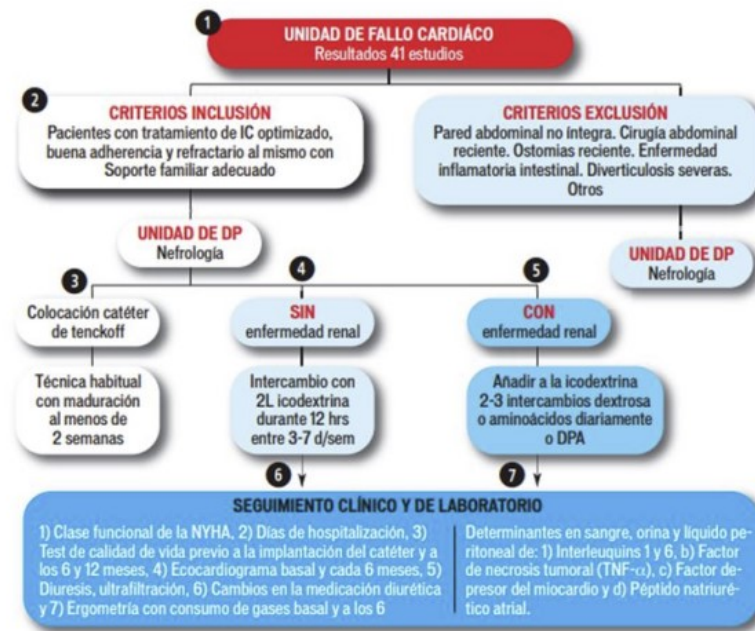 1
UNIDAD DE FALLO CARDIÁCO
Resultados 41 estudios
2
CRITERIOS INCLUSIÓN
Pacientes con tratamiento de IC optimizado,
buena adherencia y refractario al mismo con
Soporte familiar adecuado
CRITERIOS EXCLUSIÓN
Pared abdominal no íntegra. Cirugía abdominal
reciente. Ostomias reciente. Enfermedad
inflamatoria intestinal. Diverticulosis severas.
Otros
UNIDAD DE DP
Nefrología
UNIDAD DE DP
Nefrología
3
Colocación catéter
de tenckoff
4
SIN
enfermedad renal
5
CON
enfermedad renal
Técnica habitual
con maduración
al menos de
2 semanas
Intercambio con
2L icodextrina
durante 12 hrs
entre 3-7 d/sem
Añadir a la icodextrina
2-3 intercambios dextrosa
o aminoácidos diariamente
o DPA
6
7
SEGUIMIENTO CLÍNICO Y DE LABORATORIO
1) Clase funcional de la NYHA, 2) Días de hospitalización, 3)
Test de calidad de vida previo a la implantación del catéter y a
los 6 y 12 meses, 4) Ecocardiograma basal y cada 6 meses, 5)
Diuresis, ultrafiltración, 6) Cambios en la medicación diurética
y 7) Ergometría con consumo de gases basal y a los 6
Determinantes en sangre, orina y líquido pe-
ritoneal de: 1) Interleuquins 1 y 6, b) Factor
de necrosis tumoral (TNF-α), c) Factor de-
presor del miocardio y d) Péptido natriu-
rético atrial.